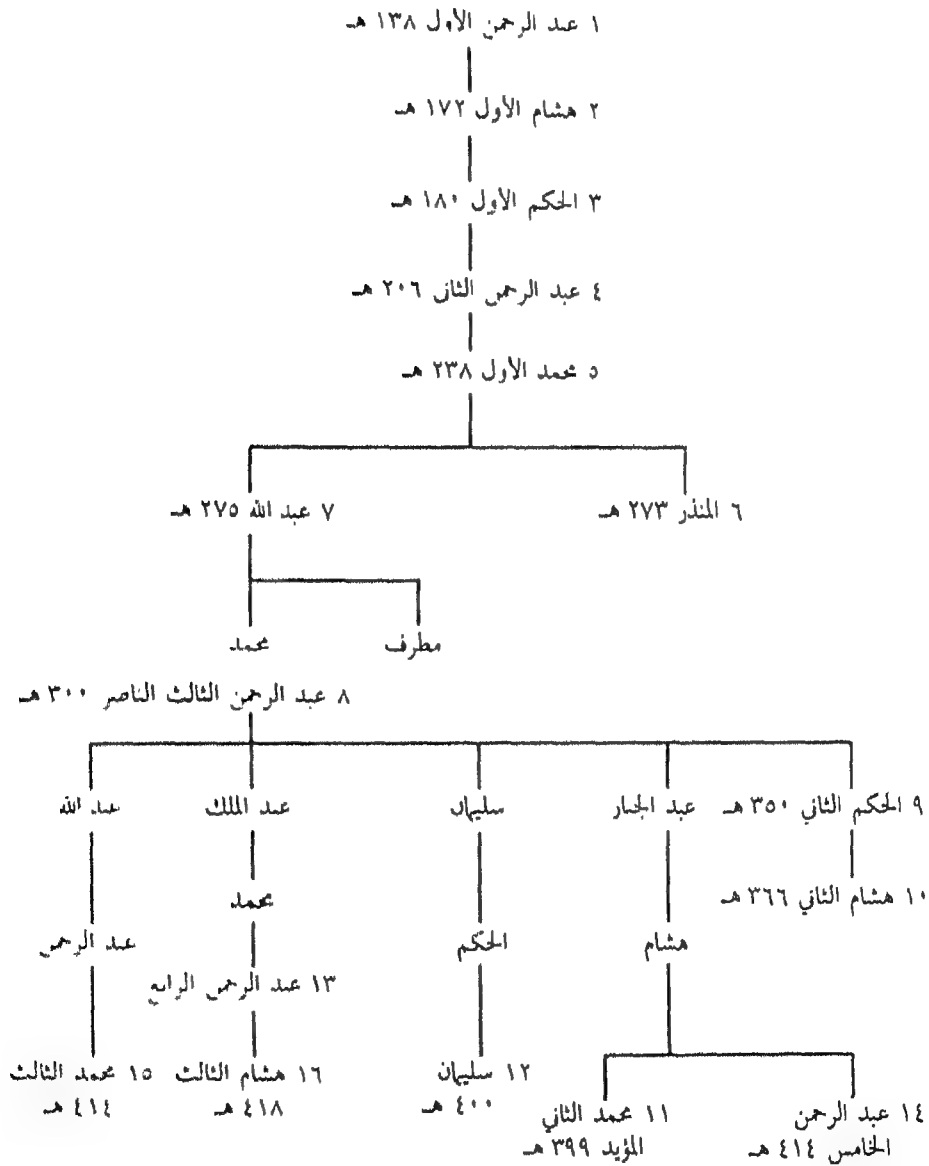 ١ عبد الرحمن الأول ١٣٨ هـ
٢ هشام الأول ١٧٢ هـ
٣ الحكم الأول ١٨٠ هـ
٤ عبد الرحمن الثاني ٢٠٦ هـ
٥ محمد الأول ٢٣٨ هـ
٦ المنذر ٢٧٣ هـ
٧ عبد الله ٢٧٥ هـ
مطرف
محمد
٨ عبد الرحمن الثالث الناصر ٣٠٠ هـ
٩ الحكم الثاني ٣٥٠ هـ
عبد الجبار
سليمان
عبد الملك
عبد الله
١٠ هشام الثاني ٣٦٦ هـ
محمد
هشام
الحكم
عبد الرحمن
١٣ عبد الرحمن الرابع
١٢ سليمان
٤٠٠ هـ
١٦ هشام الثالث
٤١٨ هـ
١٥ محمد الثالث
٤١٤ هـ
١٤ عبد الرحمن
الخامس ٤١٤ هـ
١١ محمد الثاني
المؤيد ٣٩٩ هـ